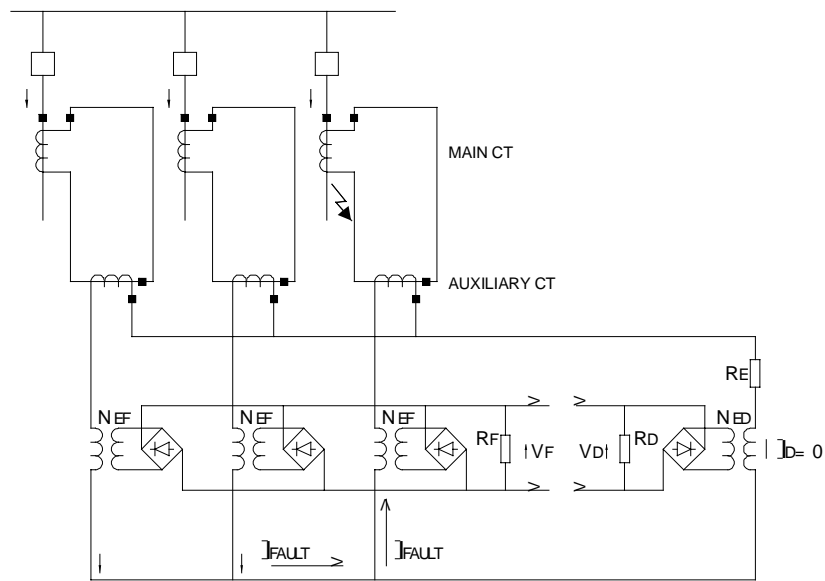 MAIN CT
AUXILIARY CT
RE
NEF
NEF
NEF
NED
RF
VF
VD
RD
ID= 0
IFAULT
IFAULT